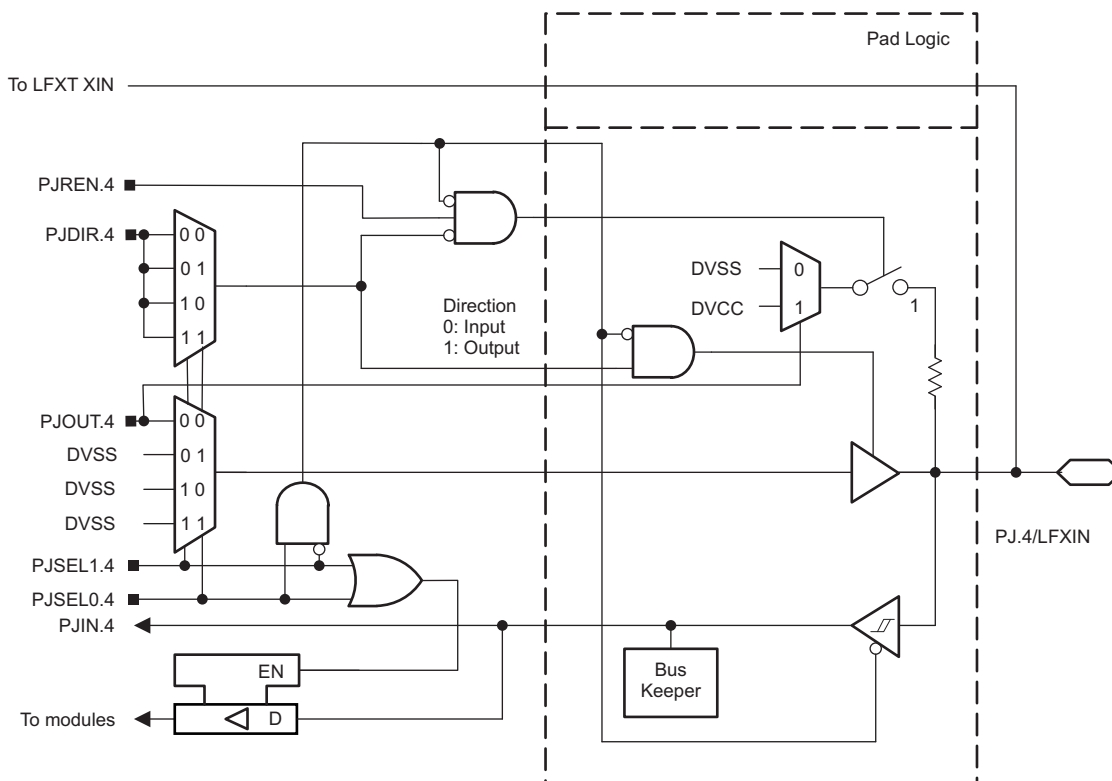 Pad Logic
To LFXT XIN
PJREN.4
PJDIR.4
0 0
0 1
1 0
1 1
Direction
0: Input
1: Output
DVSS
0
DVCC
1
1
PJOUT.4
0 0
DVSS
0 1
DVSS
1 0
DVSS
1 1
PJ.4/LFXIN
PJSEL1.4
PJSEL0.4
PJIN.4
Bus
Keeper
EN
To modules
D